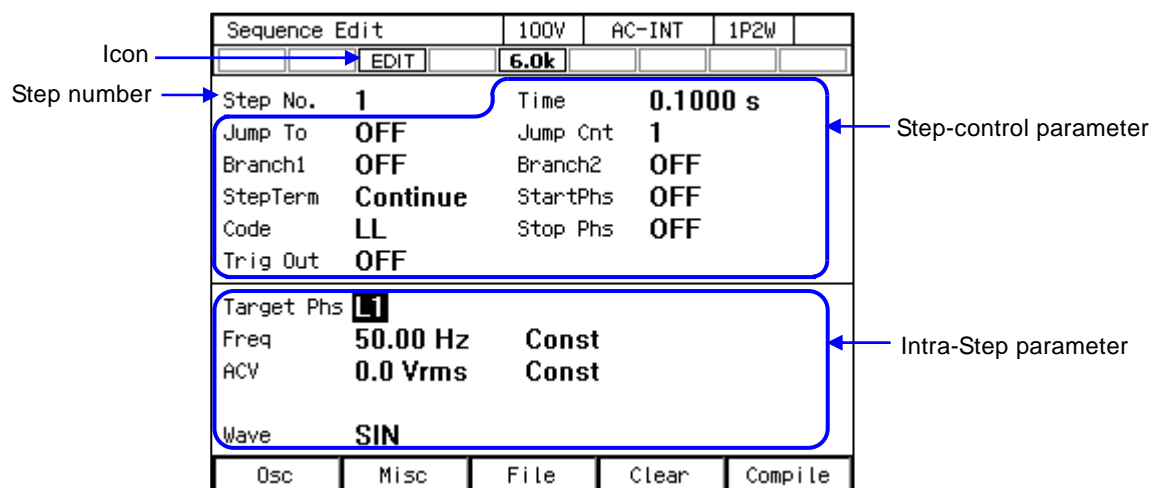 Sequence Edit 100V AC-INT 1P2W
Icon EDIT 6.0k
Step number Step No. 1 Time 0.1000 s
Jump To OFF Jump Cnt 1 Step-control parameter
Branch1 OFF Branch2 OFF
StepTerm Continue StartPhs OFF
Code LL Stop Phs OFF
Trig Out OFF
Target Phs L1
Freq 50.00 Hz Const Intra-Step parameter
ACV 0.0 Vrms Const
Wave SIN
Osc Misc File Clear Compile